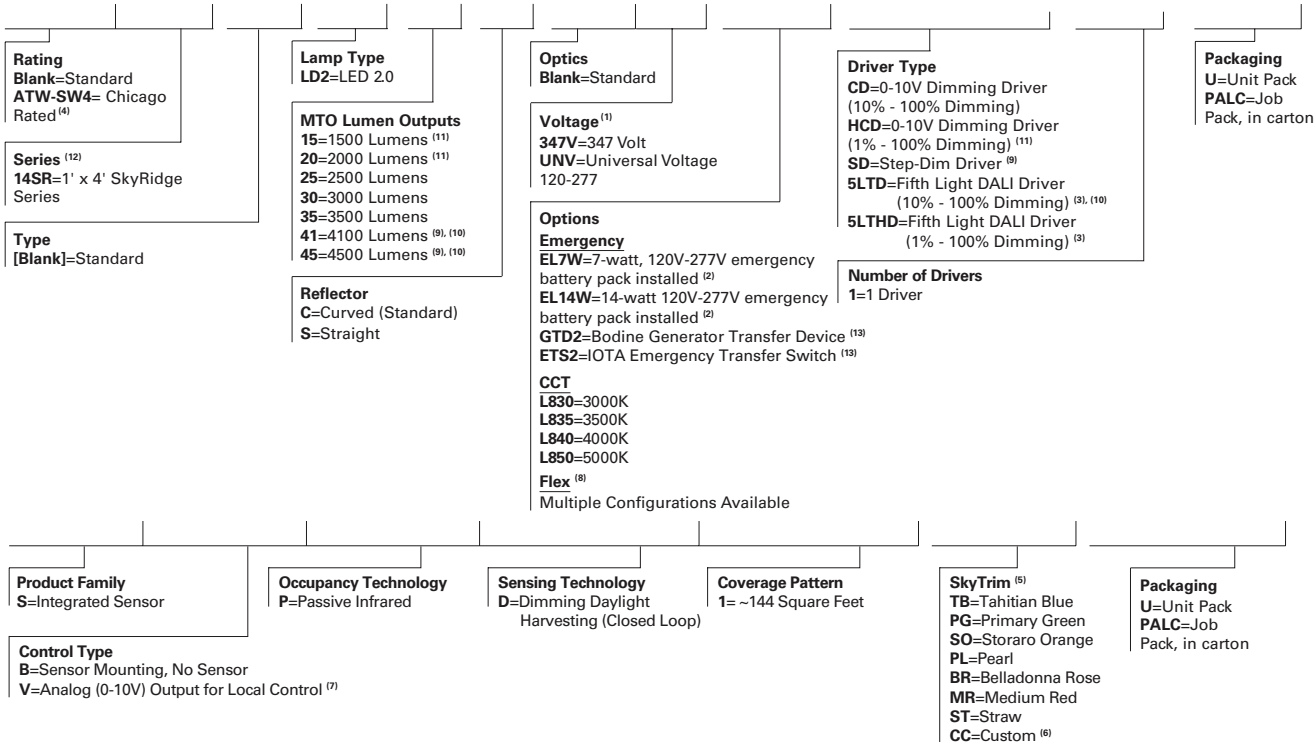 Rating
Blank=Standard
ATW-SW4= Chicago
Rated (4)
Series (12)
14SR=1' x 4' SkyRidge
Series
Type
[Blank]=Standard
Lamp Type
LD2=LED 2.0
MTO Lumen Outputs
15=1500 Lumens (11)
20=2000 Lumens (11)
25=2500 Lumens
30=3000 Lumens
35=3500 Lumens
41=4100 Lumens (9), (10)
45=4500 Lumens (9), (10)
Reflector
C=Curved (Standard)
S=Straight
Optics
Blank=Standard
Voltage (1)
347V=347 Volt
UNV=Universal Voltage
120-277
Options
Emergency
EL7W=7-watt, 120V-277V emergency
battery pack installed (2)
EL14W=14-watt 120V-277V emergency
battery pack installed (2)
GTD2=Bodine Generator Transfer Device (13)
ETS2=IOTA Emergency Transfer Switch (13)
CCT
L830=3000K
L835=3500K
L840=4000K
L850=5000K
Flex (8)
Multiple Configurations Available
Driver Type
CD=0-10V Dimming Driver
(10% - 100% Dimming)
HCD=0-10V Dimming Driver
(1% - 100% Dimming) (11)
SD=Step-Dim Driver (9)
5LTD=Fifth Light DALI Driver
(10% - 100% Dimming) (3), (10)
5LTHD=Fifth Light DALI Driver
(1% - 100% Dimming) (3)
Number of Drivers
1=1 Driver
Packaging
U=Unit Pack
PALC=Job
Pack, in carton
Product Family
S=Integrated Sensor
Control Type
B=Sensor Mounting, No Sensor
V=Analog (0-10V) Output for Local Control (7)
Occupancy Technology
P=Passive Infrared
Sensing Technology
D=Dimming Daylight
Harvesting (Closed Loop)
Coverage Pattern
1= ~144 Square Feet
SkyTrim (5)
TB=Tahitian Blue
PG=Primary Green
SO=Storaro Orange
PL=Pearl
BR=Belladonna Rose
MR=Medium Red
ST=Straw
CC=Custom (6)
Packaging
U=Unit Pack
PALC=Job
Pack, in carton